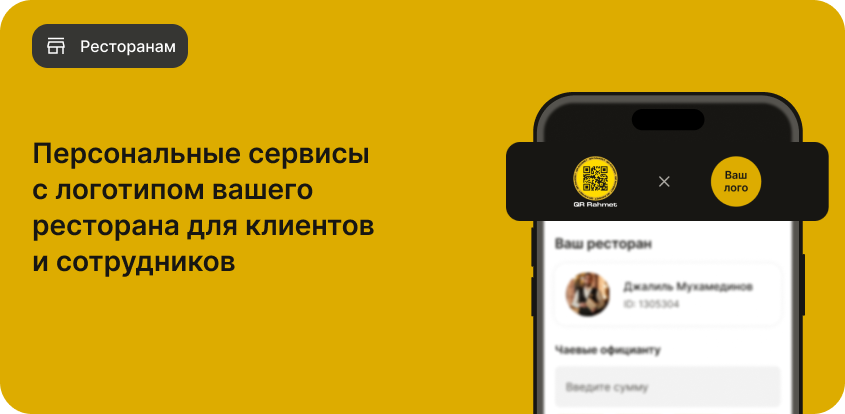 Ресторанам
Персональные сервисы
с логотипом вашего
ресторана для клиентов
и сотрудников
QR Rahmet
Ваш
лого
Ваш ресторан
Джалиль Мухамединов
ID: 1305304
Чаевые официанту
Введите сумму